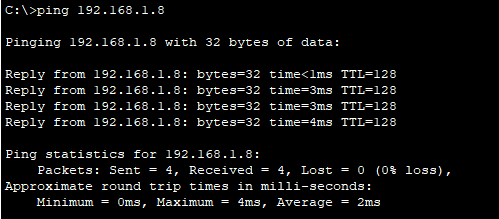 C:\>ping 192.168.1.8
Pinging 192.168.1.8 with 32 bytes of data:
Reply from 192.168.1.8: bytes=32 time<1ms TTL=128
Reply from 192.168.1.8: bytes=32 time=3ms TTL=128
Reply from 192.168.1.8: bytes=32 time=3ms TTL=128
Reply from 192.168.1.8: bytes=32 time=4ms TTL=128
Ping statistics for 192.168.1.8:
    Packets: Sent = 4, Received = 4, Lost = 0 (0% loss),
Approximate round trip times in milli-seconds:
    Minimum = 0ms, Maximum = 4ms, Average = 2ms